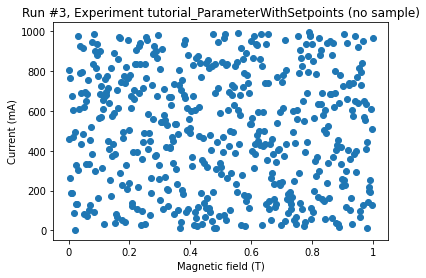 Run #3, Experiment tutorial_ParameterWithSetpoints (no sample)
1000
800
600
400
200
0
Current (mA)
0 0.2 0.4 0.6 0.8 1
Magnetic field (T)